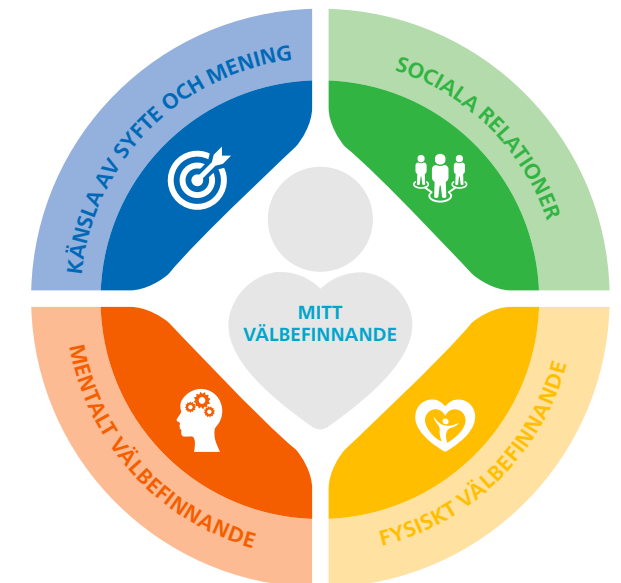 KÄNSLA AV SYFTE OCH MENING
SOCIALA RELATIONER
MITT
VÄLBEFINNANDE
MENTALT VÄLBEFINNANDE
FYSISKT VÄLBEFINNANDE